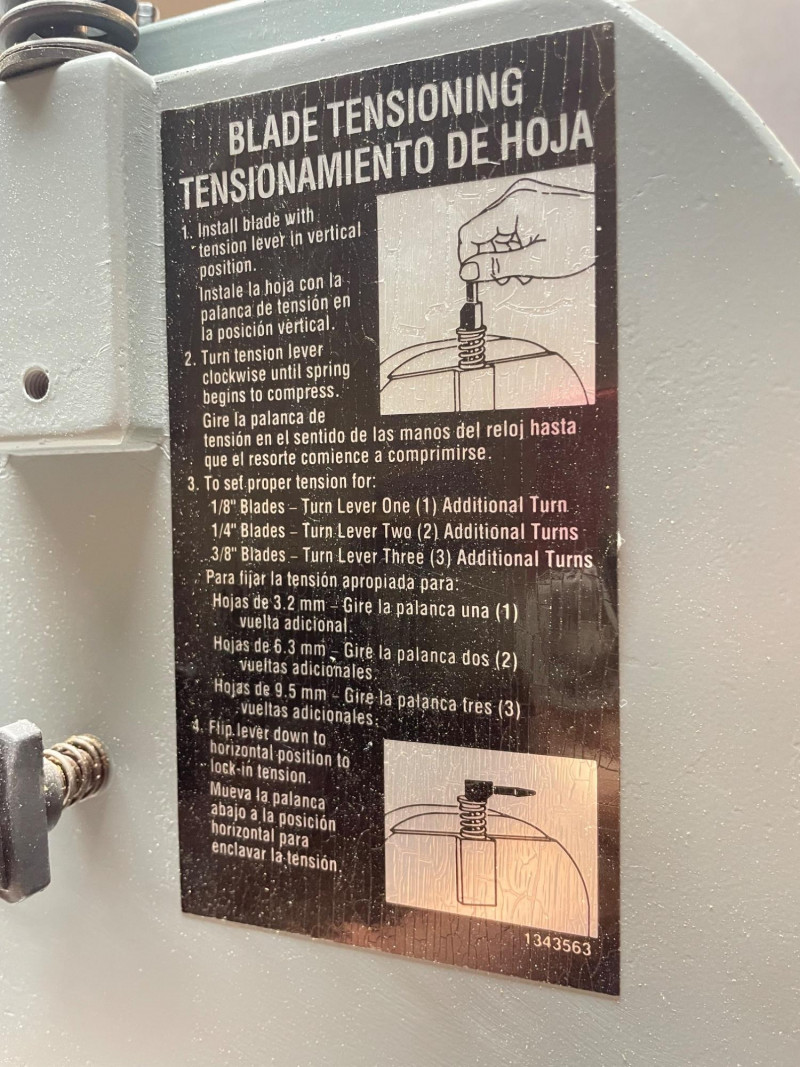 BLADE TENSIONING
TENSIONAMIENTO DE HOJA
1. Install blade with
tension lever in vertical
position.
Instale la hoja con la
palanca de tensión en
la posición vertical.
2. Turn tension lever
clockwise until spring
begins to compress.
Gire la palanca de
tensión en el sentido de las manos del reloj hasta
que el resorte comience a comprimirse.
3. To set proper tension for:
1/8" Blades – Turn Lever One (1) Additional Turn
1/4" Blades – Turn Lever Two (2) Additional Turns
3/8" Blades – Turn Lever Three (3) Additional Turns
Para fijar la tensión apropiada para:
Hojas de 3.2 mm – Gire la palanca una (1)
vuelta adicional.
Hojas de 6.3 mm – Gire la palanca dos (2)
vueltas adicionales.
Hojas de 9.5 mm – Gire la palanca tres (3)
vueltas adicionales.
4. Flip lever down to
horizontal position to
lock-in tension.
Mueva la palanca
abajo a la posición
horizontal para
enclavar la tensión
1343563